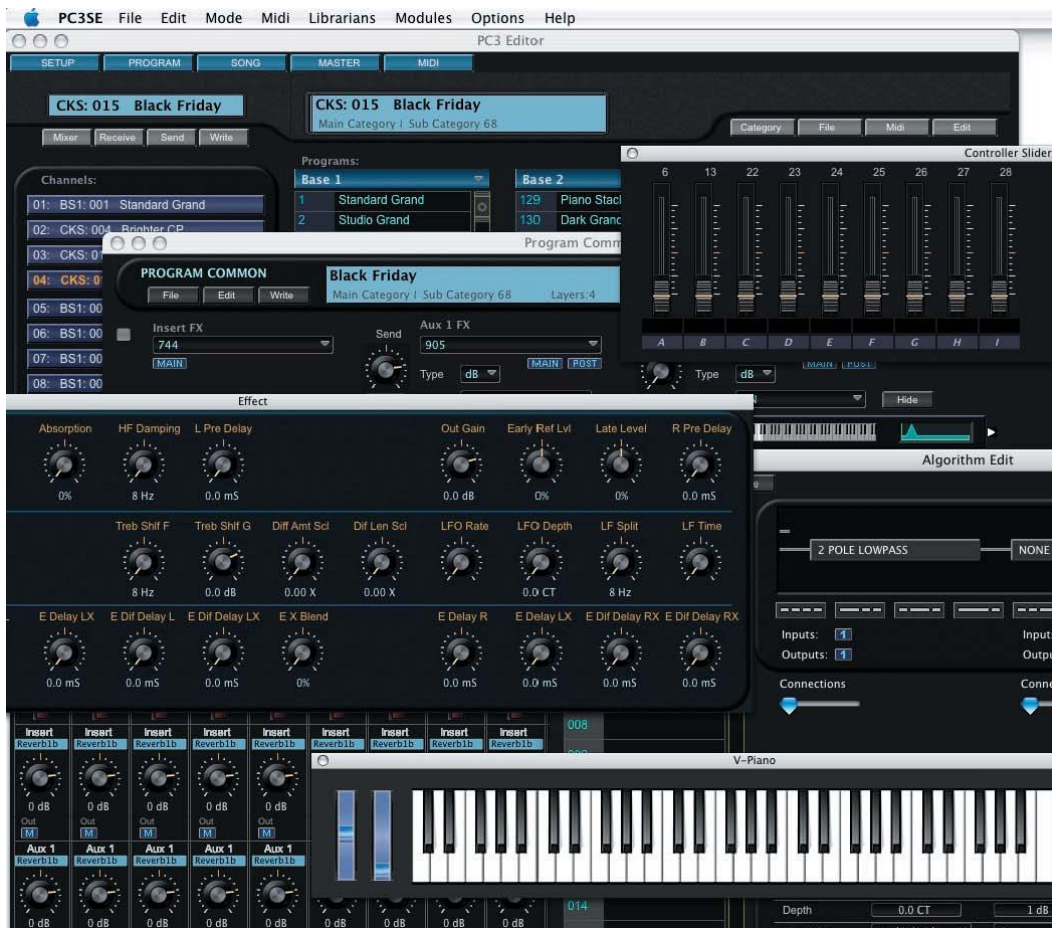 PC3SE File Edit Mode Midi Librarians Modules Options Help
PC3 Editor
SETUP PROGRAM SONG MASTER MIDI
CKS: 015 Black Friday
CKS: 015 Black Friday
Main Category | Sub Category 68
Mixer Receive Send Write
Category File Midi Edit
Controller Slider
6 13 22 23 24 25 26 27 28
A B C D E F G H I
Channels:
01: BS1: 001 Standard Grand
02: CKS: 004 Brighter CP
03: CKS: 01
04: CKS: 0
05: BS1: 00
06: BS1: 00
07: BS1: 00
08: BS1: 00
Programs:
Base 1 Base 2
1 Standard Grand 129 Piano Stac
2 Studio Grand 130 Dark Granc
Program Comm
PROGRAM COMMON
File Edit Write
Black Friday
Main Category | Sub Category 68 Layers:4
Insert FX
744
MAIN
Send
Aux 1 FX
905
Type dB MAIN POST
Type dB MAIN POST
Hide
Effect
Absorption HF Damping L Pre Delay Out Gain Early Ref Lvl Late Level R Pre Delay
0% 8 Hz 0.0 mS 0.0 dB 0% 0% 0.0 mS
Treb Shlf F Treb Shlf G Diff Amt Scl Dif Len Scl LFO Rate LFO Depth LF Split LF Time
8 Hz 0.0 dB 0.00 X 0.00 X 0.0 CT 8 Hz
E Delay LX E Dif Delay L E Dif Delay LX E X Blend E Delay R E Delay LX E Dif Delay RX E Dif Delay RX
0.0 mS 0.0 mS 0.0 mS 0% 0.0 mS 0.0 mS 0.0 mS 0.0 mS
Algorithm Edit
2 POLE LOWPASS NONE
Inputs: 1 Input
Outputs: 1 Outpu
Connections Conne
Insert Insert Insert Insert Insert Insert Insert Insert Insert
Reverb1b Reverb1b Reverb1b Reverb1b Reverb1b Reverb1b Reverb1b Reverb1b Reverb1b
008
0 dB 0 dB 0 dB 0 dB 0 dB
Out Out Out Out Out
M M M M M
Aux 1 Aux 1 Aux 1 Aux 1 Aux 1
Reverb1b Reverb1b Reverb1b Reverb1b Reverb1b
0 dB 0 dB 0 dB 0 dB 0 dB 0 dB 0 dB 0 dB 0 dB
V-Piano
014
Depth 0.0 CT 1 dB